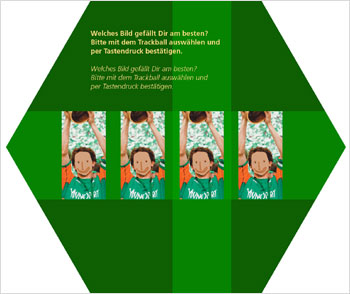 Welches Bild gefällt Dir am besten?
Bitte mit dem Trackball auswählen und
per Tastendruck bestätigen.
Welches Bild gefällt Dir am besten?
Bitte mit dem Trackball auswählen und
per Tastendruck bestätigen.